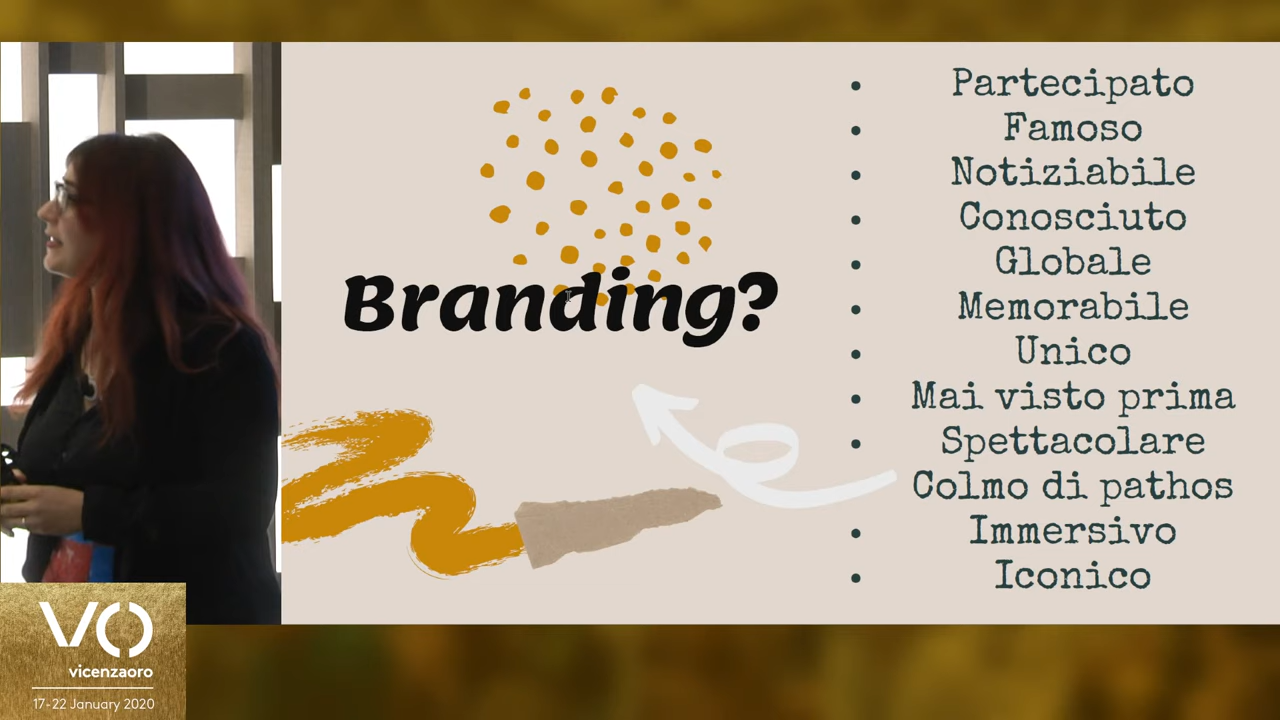 Branding?
Partecipato
Famoso
Notiziabile
Conosciuto
Globale
Memorabile
Unico
Mai visto prima
Spettacolare
Colmo di pathos
Immersivo
Iconico
VO
vicenzaoro
17-22 January 2020